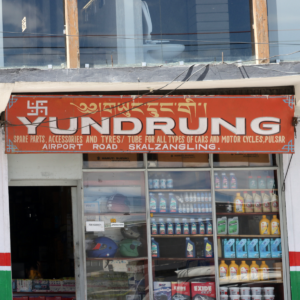 གཡུང་དྲུང་།
YUNDRUNG
SPARE PARTS ACCESSORIES AND TYRES/ TUBE FOR ALL TYPES OF CARS AND MOTOR CYCLES. PULSAR
AIRPORT ROAD SKALZANGLING.